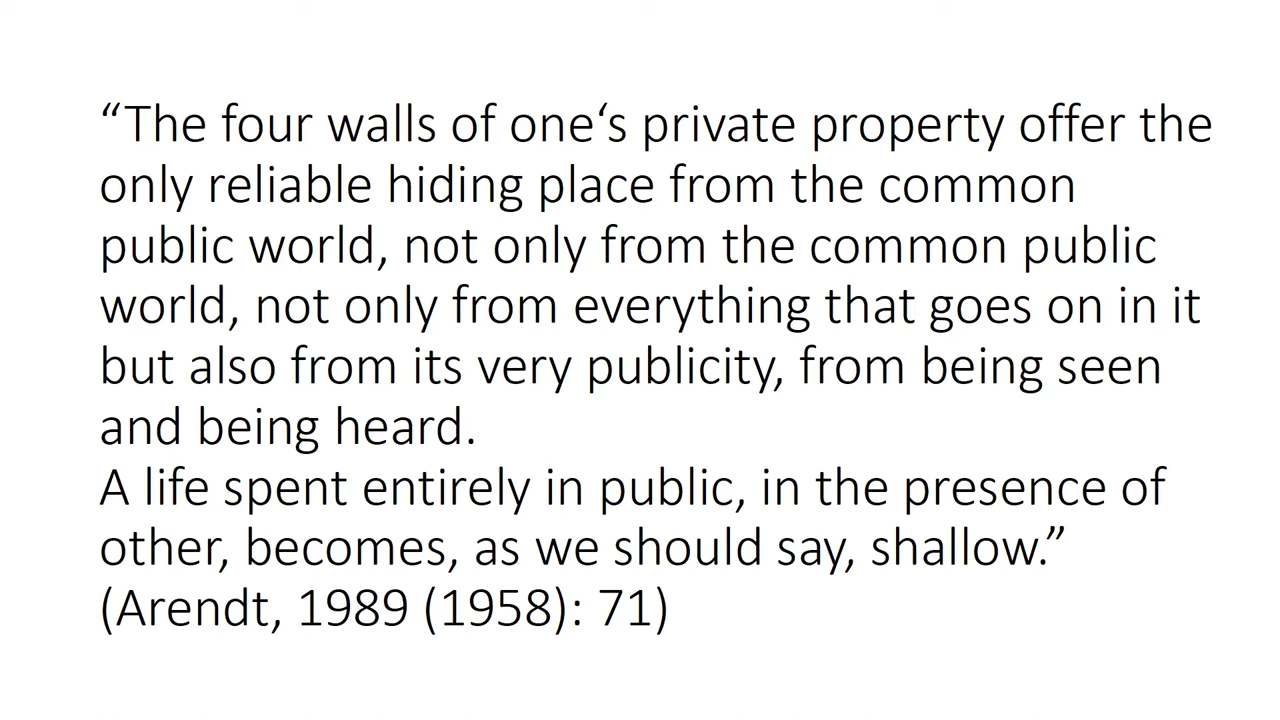 “The four walls of one‘s private property offer the
only reliable hiding place from the common
public world, not only from the common public
world, not only from everything that goes on in it
but also from its very publicity, from being seen
and being heard.
A life spent entirely in public, in the presence of
other, becomes, as we should say, shallow.”
(Arendt, 1989 (1958): 71)